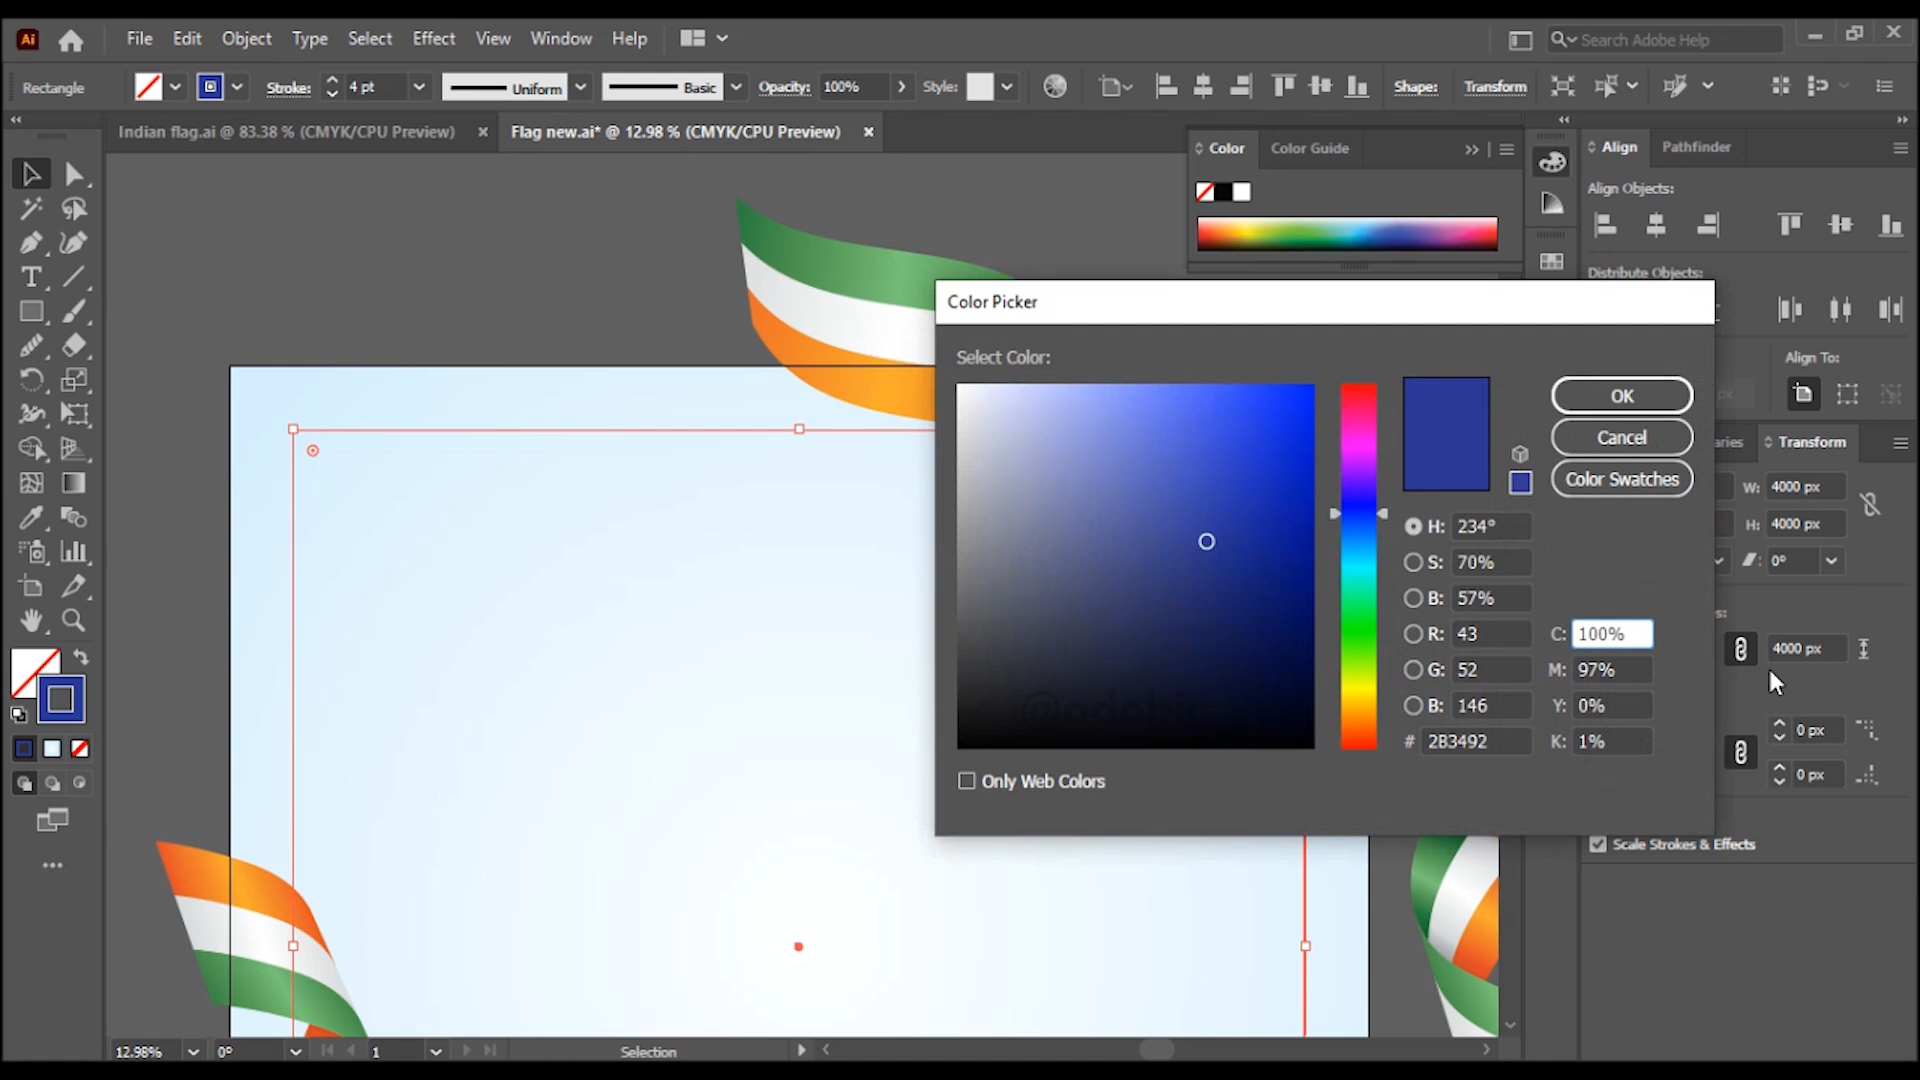 Ai File Edit Object Type Select Effect View Window Help Search Adobe Help
Rectangle Stroke: 4 pt Uniform Basic Opacity: 100% Style: Shape: Transform
Indian flag.ai @ 83.38 % (CMYK/CPU Preview) Flag new.ai* @ 12.98 % (CMYK/CPU Preview)
Color Color Guide
Align Pathfinder
Align Objects:
Distribute Objects:
Align To:
px
Color Picker
Select Color:
OK
Cancel
Color Swatches
H: 234°
S: 70%
B: 57%
R: 43 C: 100%
G: 52 M: 97%
B: 146 Y: 0%
# 2B3492 K: 1%
Only Web Colors
aries Transform
W: 4000 px
H: 4000 px
0°
s:
4000 px
0 px
0 px
Scale Strokes & Effects
12.98% 0° 1 Selection